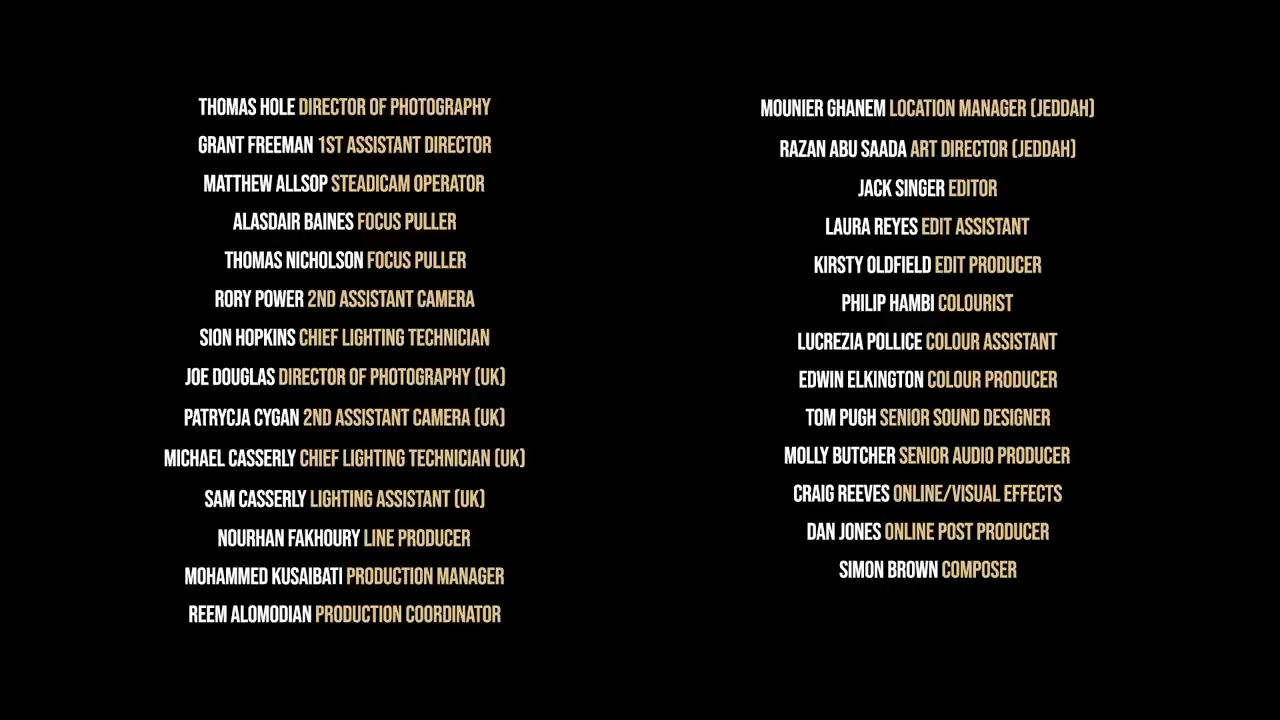 THOMAS HOLE DIRECTOR OF PHOTOGRAPHY
GRANT FREEMAN 1ST ASSISTANT DIRECTOR
MATTHEW ALLSOP STEADICAM OPERATOR
ALASDAIR BAINES FOCUS PULLER
THOMAS NICHOLSON FOCUS PULLER
RORY POWER 2ND ASSISTANT CAMERA
SION HOPKINS CHIEF LIGHTING TECHNICIAN
JOE DOUGLAS DIRECTOR OF PHOTOGRAPHY (UK)
PATRYCJA CYGAN 2ND ASSISTANT CAMERA (UK)
MICHAEL CASSERLY CHIEF LIGHTING TECHNICIAN (UK)
SAM CASSERLY LIGHTING ASSISTANT (UK)
NOURHAN FAKHOURY LINE PRODUCER
MOHAMMED KUSAIBATI PRODUCTION MANAGER
REEM ALOMODIAN PRODUCTION COORDINATOR
MOUNIER GHANEM LOCATION MANAGER (JEDDAH)
RAZAN ABU SAADA ART DIRECTOR (JEDDAH)
JACK SINGER EDITOR
LAURA REYES EDIT ASSISTANT
KIRSTY OLDFIELD EDIT PRODUCER
PHILIP HAMBI COLOURIST
LUCREZIA POLLICE COLOUR ASSISTANT
EDWIN ELKINGTON COLOUR PRODUCER
TOM PUGH SENIOR SOUND DESIGNER
MOLLY BUTCHER SENIOR AUDIO PRODUCER
CRAIG REEVES ONLINE/VISUAL EFFECTS
DAN JONES ONLINE POST PRODUCER
SIMON BROWN COMPOSER